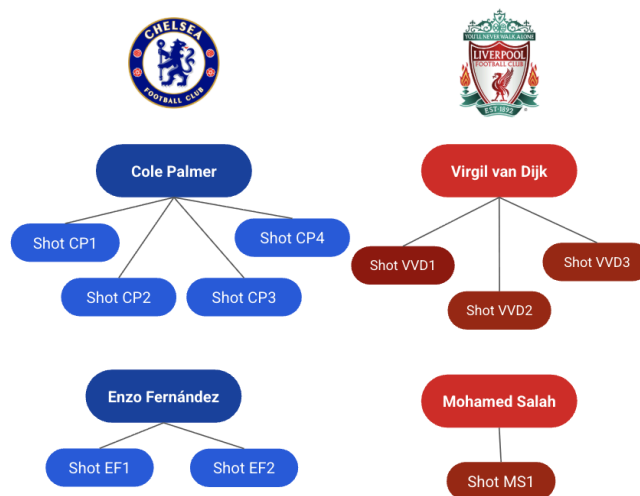 CHELSEA
FOOTBALL CLUB
YOU'LL NEVER WALK ALONE
LIVERPOOL
FOOTBALL CLUB
EST·1892
Cole Palmer
Virgil van Dijk
Shot CP1
Shot CP4
Shot CP2
Shot CP3
Shot VVD1
Shot VVD3
Shot VVD2
Enzo Fernández
Mohamed Salah
Shot EF1
Shot EF2
Shot MS1